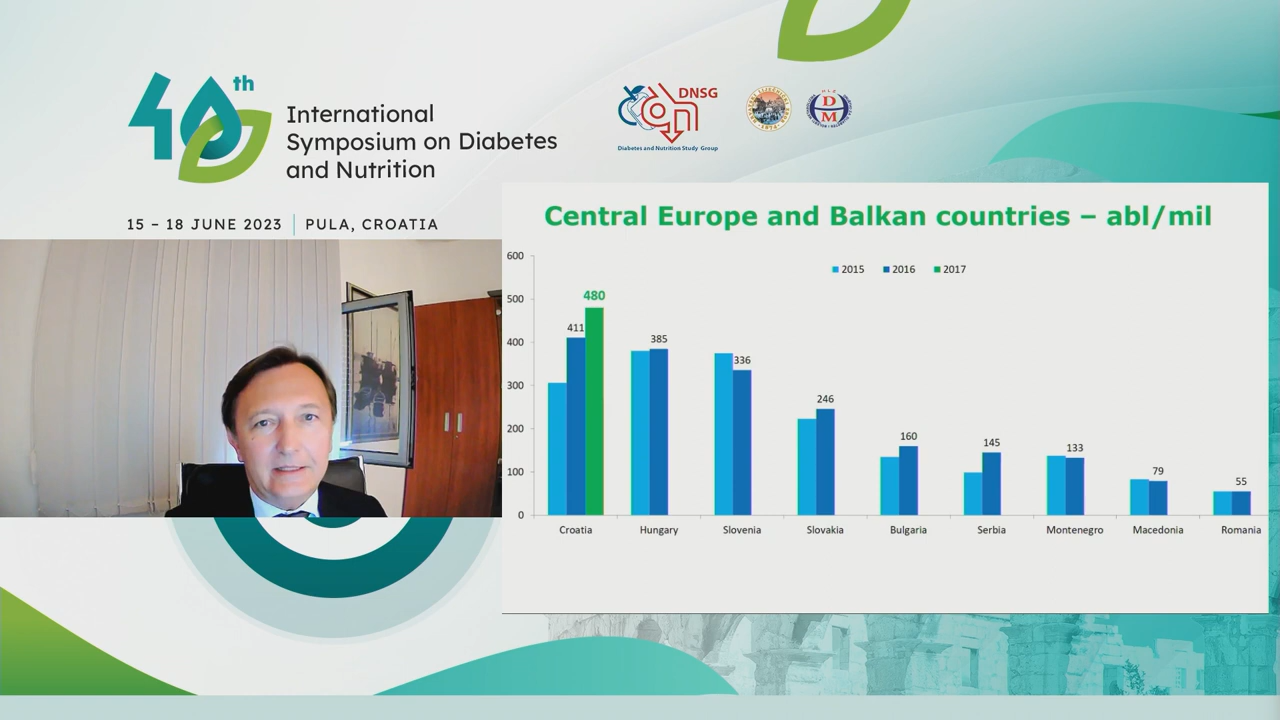 40th
International
Symposium on Diabetes
and Nutrition
15 – 18 JUNE 2023 | PULA, CROATIA
DNSG
Diabetes and Nutrition Study Group
DM
Central Europe and Balkan countries – abl/mil
2015 2016 2017
600
500
400
300
200
100
0
411 480
385
336
246
160
145
133
79
55
Croatia Hungary Slovenia Slovakia Bulgaria Serbia Montenegro Macedonia Romania